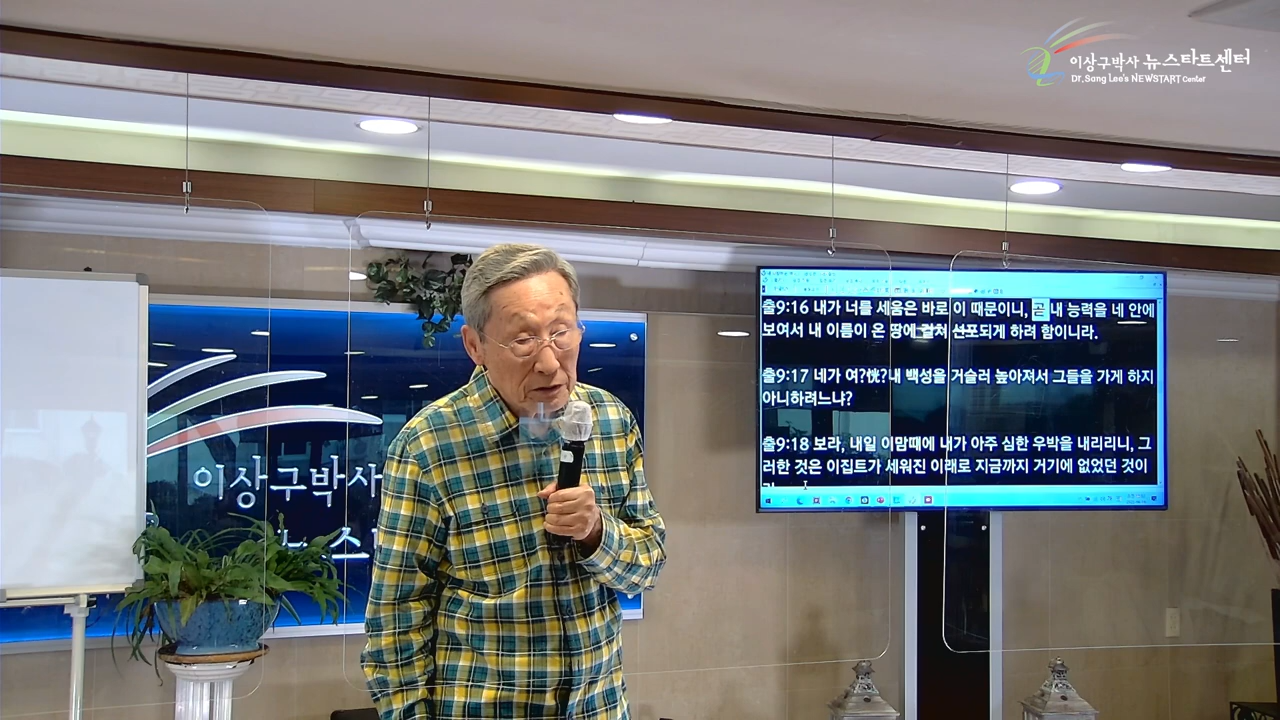 이상구박사 뉴스타트센터
Dr. Sang Lee's NEWSTART Center
출9:16 내가 너를 세움은 바로 이 때문이니, 곧 내 능력을 네 안에
보여서 내 이름이 온 땅에 걸쳐 선포되게 하려 함이니라.
출9:17 네가 여?恍?내 백성을 거슬러 높아져서 그들을 가게 하지
아니하려느냐?
출9:18 보라, 내일 이맘때에 내가 아주 심한 우박을 내리리니, 그
러한 것은 이집트가 세워진 이래로 지금까지 거기에 없었던 것이
이상구박사
뉴스